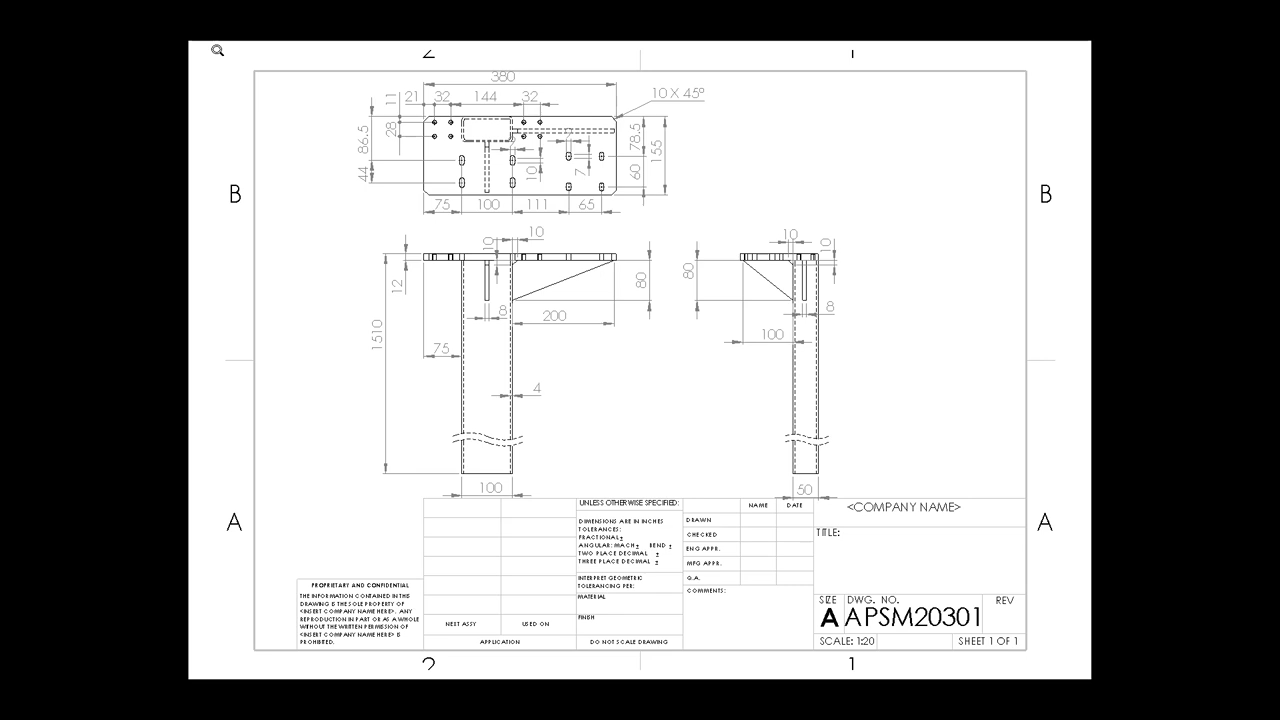 2 1
380
11 21 32 144 32 10 X 45°
86.5 28 78.5 155
44 10 7 60
75 100 111 65
B B
10 10 10 10
12 80 80
8 8
1510 200
75 100
4
100 50
A A
UNLESS OTHERWISE SPECIFIED:
DIMENSIONS ARE IN INCHES
TOLERANCES:
FRACTIONAL±
ANGULAR: MACH± BEND ±
TWO PLACE DECIMAL ±
THREE PLACE DECIMAL ±
INTERPRET GEOMETRIC
TOLERANCING PER:
MATERIAL
FINISH
DO NOT SCALE DRAWING
NAME DATE
DRAWN
CHECKED
ENG APPR.
MFG APPR.
Q.A.
COMMENTS:
<COMPANY NAME>
TITLE:
SIZE DWG. NO. REV
A APSM20301
SCALE: 1:20 SHEET 1 OF 1
PROPRIETARY AND CONFIDENTIAL
THE INFORMATION CONTAINED IN THIS
DRAWING IS THE SOLE PROPERTY OF
<INSERT COMPANY NAME HERE>. ANY
REPRODUCTION IN PART OR AS A WHOLE
WITHOUT THE WRITTEN PERMISSION OF
<INSERT COMPANY NAME HERE> IS
PROHIBITED.
NEXT ASSY USED ON
APPLICATION
2 1